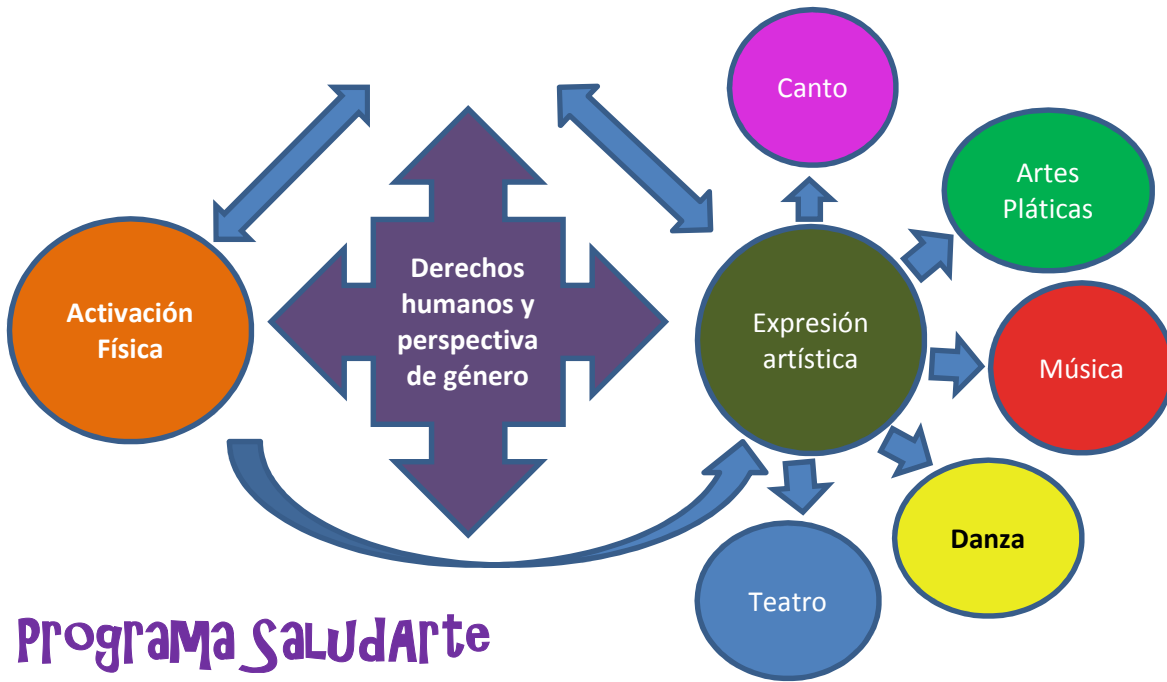 Canto
Artes
Pláticas
Derechos
humanos y
perspectiva
de género
Activación
Física
Expresión
artística
Música
Danza
Teatro
Programa SaludArte